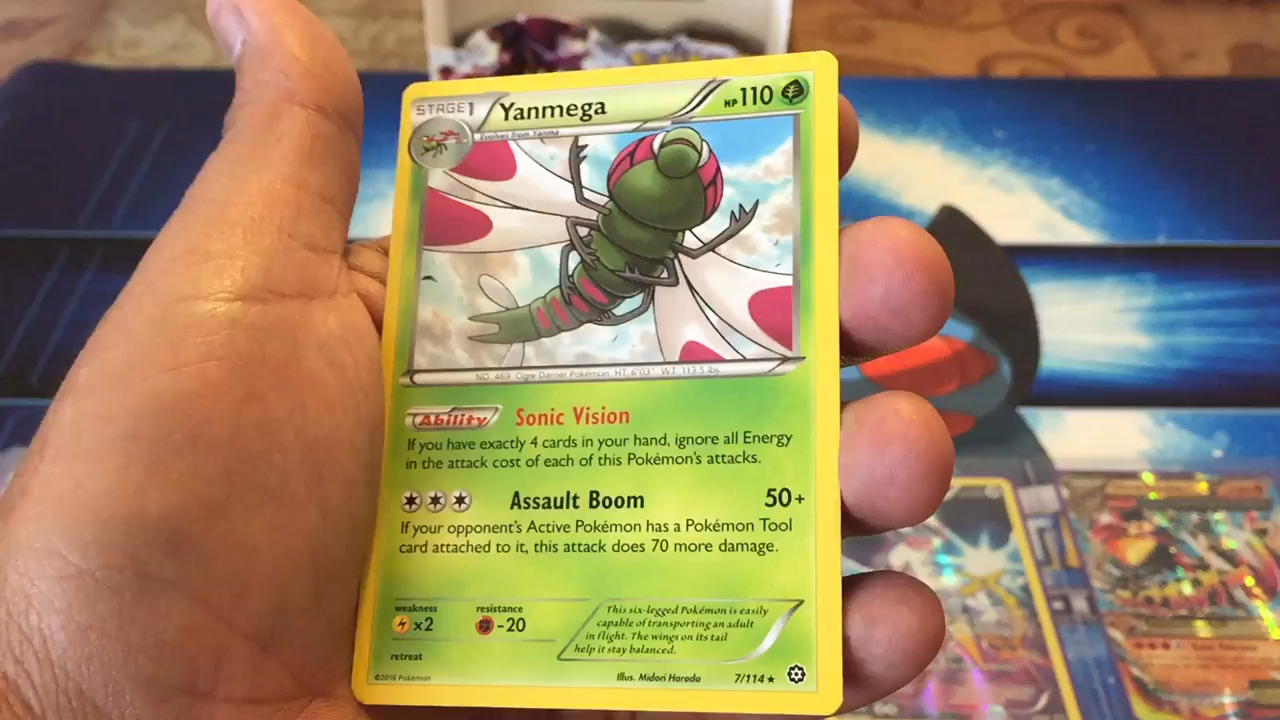 STAGE 1 Yanmega HP 110
Evolves from Yanma
NO. 469 Ogre Darner Pokémon HT: 6'03" WT: 113.5 lbs.
Ability Sonic Vision
If you have exactly 4 cards in your hand, ignore all Energy
in the attack cost of each of this Pokémon's attacks.
Assault Boom 50+
If your opponent's Active Pokémon has a Pokémon Tool
card attached to it, this attack does 70 more damage.
weakness resistance
×2 -20
This six-legged Pokémon is easily
capable of transporting an adult
in flight. The wings on its tail
help it stay balanced.
retreat
©2016 Pokémon Illus. Midori Harada 7/114 ★